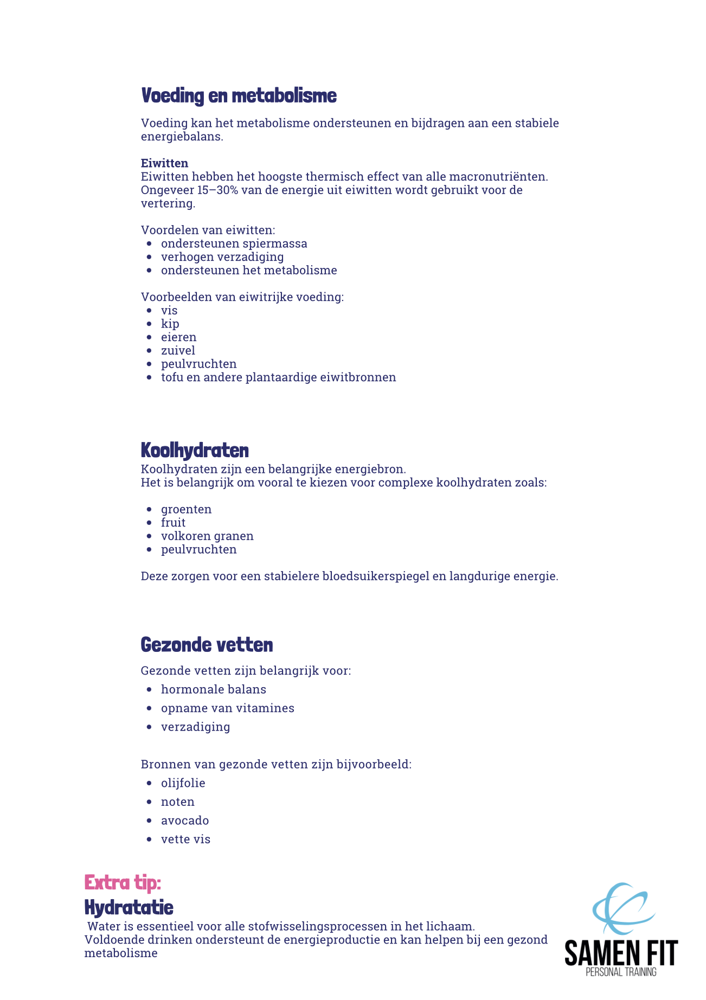 Voeding en metabolisme
Voeding kan het metabolisme ondersteunen en bijdragen aan een stabiele
energiebalans.
Eiwitten
Eiwitten hebben het hoogste thermisch effect van alle macronutriënten.
Ongeveer 15–30% van de energie uit eiwitten wordt gebruikt voor de
vertering.
Voordelen van eiwitten:
• ondersteunen spiermassa
• verhogen verzadiging
• ondersteunen het metabolisme
Voorbeelden van eiwitrijke voeding:
• vis
• kip
• eieren
• zuivel
• peulvruchten
• tofu en andere plantaardige eiwitbronnen
Koolhydraten
Koolhydraten zijn een belangrijke energiebron.
Het is belangrijk om vooral te kiezen voor complexe koolhydraten zoals:
• groenten
• fruit
• volkoren granen
• peulvruchten
Deze zorgen voor een stabielere bloedsuikerspiegel en langdurige energie.
Gezonde vetten
Gezonde vetten zijn belangrijk voor:
• hormonale balans
• opname van vitamines
• verzadiging
Bronnen van gezonde vetten zijn bijvoorbeeld:
• olijfolie
• noten
• avocado
• vette vis
Extra tip:
Hydratatie
Water is essentieel voor alle stofwisselingsprocessen in het lichaam.
Voldoende drinken ondersteunt de energieproductie en kan helpen bij een gezond
metabolisme
SAMEN FIT
PERSONAL TRAINING